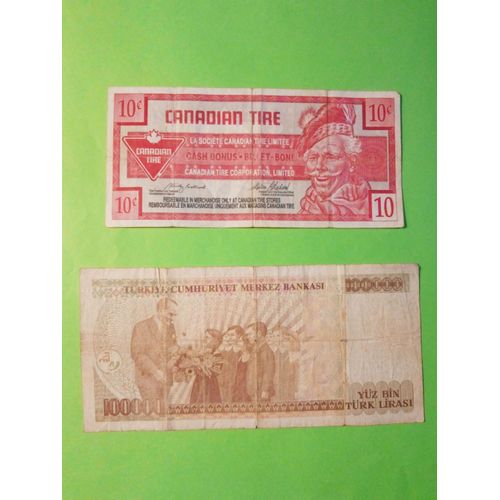 10¢
10¢
CANADIAN TIRE
LA SOCIÉTÉ CANADIAN TIRE LIMITÉE
CANADIAN
TIRE
CASH BONUS • BILLET-BONI
CANADIAN TIRE CORPORATION, LIMITED
10¢
10
REDEEMABLE IN MERCHANDISE ONLY AT CANADIAN TIRE STORES
REMBOURSABLE EN MARCHANDISE UNIQUEMENT AUX MAGASINS CANADIAN TIRE
TÜRKİYE CUMHURİYET MERKEZ BANKASI
100000
100000
YÜZ BİN
TÜRK LİRASI